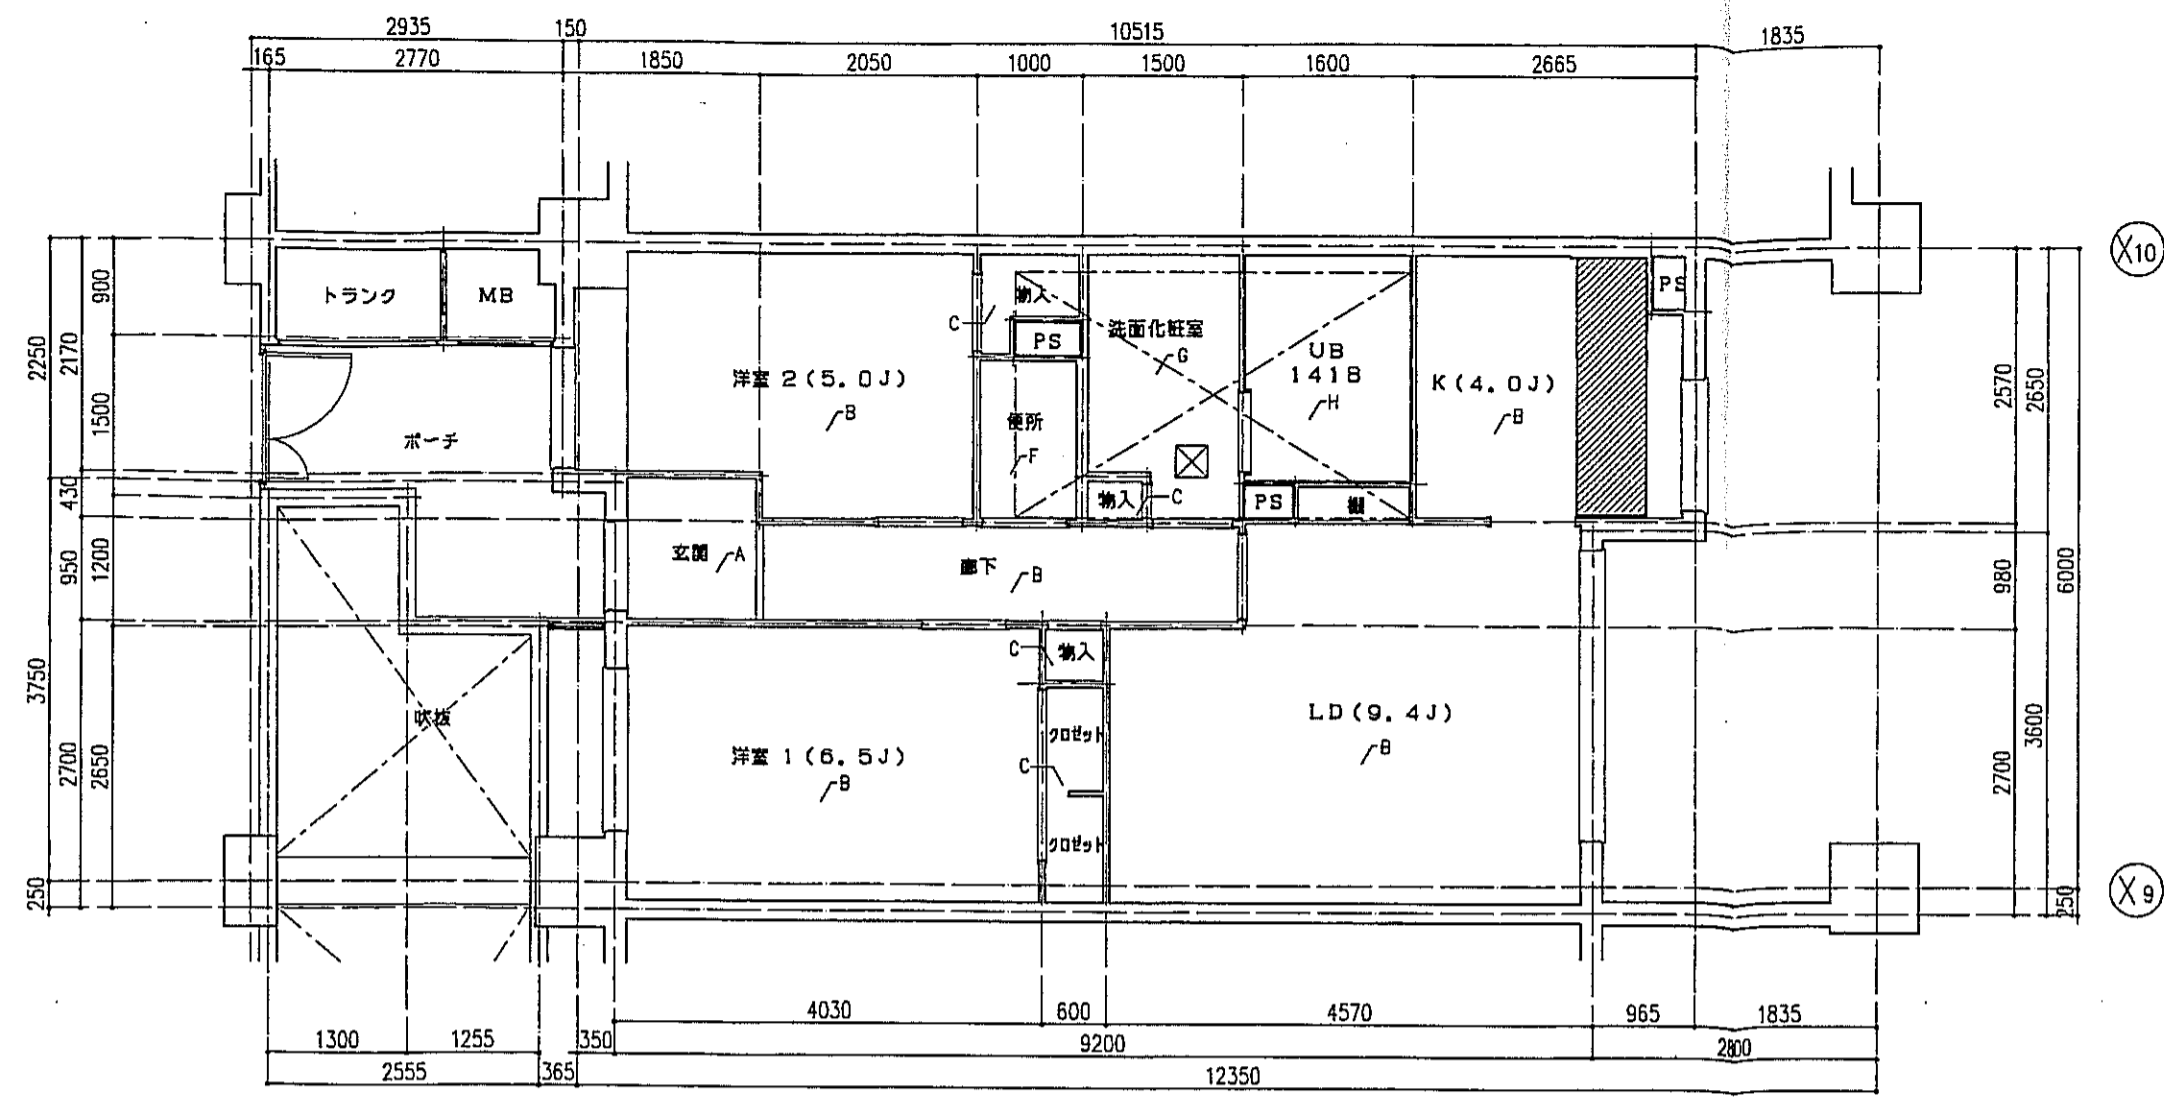 2935 150 10515 1835
165 2770 1850 2050 1000 1500 1600 2665
X10
トランク MB 物入 PS
C PS 洗面化粧室 G UB
141B
洋室2(5.0J) K(4.0J)
B H B
ポーチ 便所
F
物入 C PS 棚
玄関 A 廊下 B
C 物入
吹抜 LD(9.4J)
B
クロゼット
洋室1(6.5J)
B C
クロゼット
X9
2250 3750 250
2170 430 950 2700
900 1500 1200 2650
2570 980 2700
2650 3600 250
6000
4030 600 4570 965 1835
1300 1255 350 9200 2800
2555 365 12350